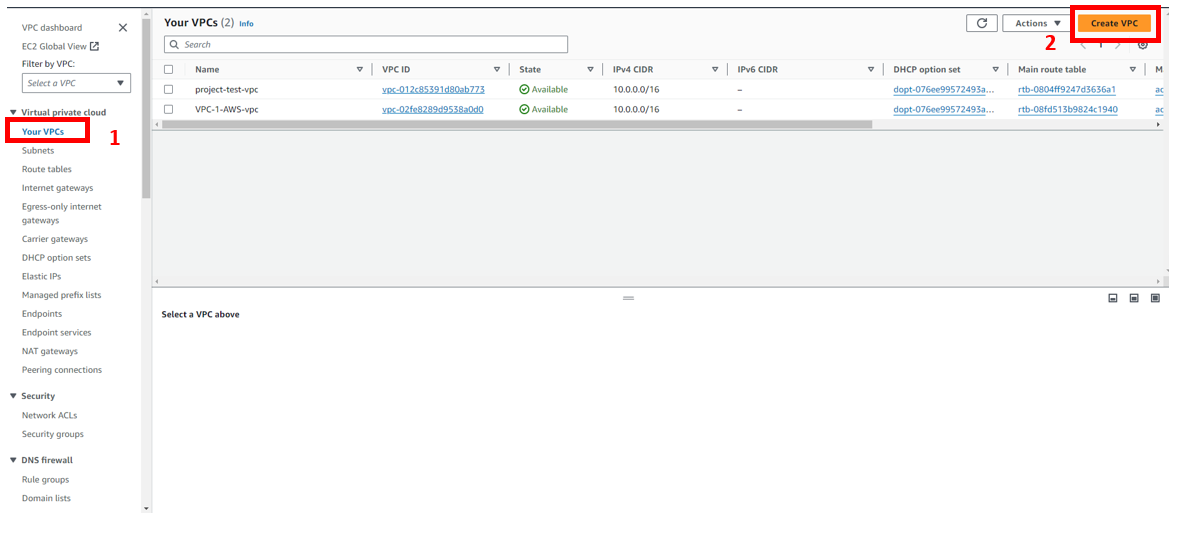 VPC dashboard
EC2 Global View
Filter by VPC:
Select a VPC
Virtual private cloud
Your VPCs
1
Subnets
Route tables
Internet gateways
Egress-only internet
gateways
Carrier gateways
DHCP option sets
Elastic IPs
Managed prefix lists
Endpoints
Endpoint services
NAT gateways
Peering connections
Security
Network ACLs
Security groups
DNS firewall
Rule groups
Domain lists
Your VPCs (2) Info
Actions
Create VPC
2
Search
1
Name VPC ID State IPv4 CIDR IPv6 CIDR DHCP option set Main route table M
project-test-vpc vpc-012c85391d80ab773 Available 10.0.0.0/16 – dopt-076ee99572493a... rtb-0804ff9247d3636a1 ac
VPC-1-AWS-vpc vpc-02fe8289d9538a0d0 Available 10.0.0.0/16 – dopt-076ee99572493a... rtb-08fd513b9824c1940 ac
Select a VPC above